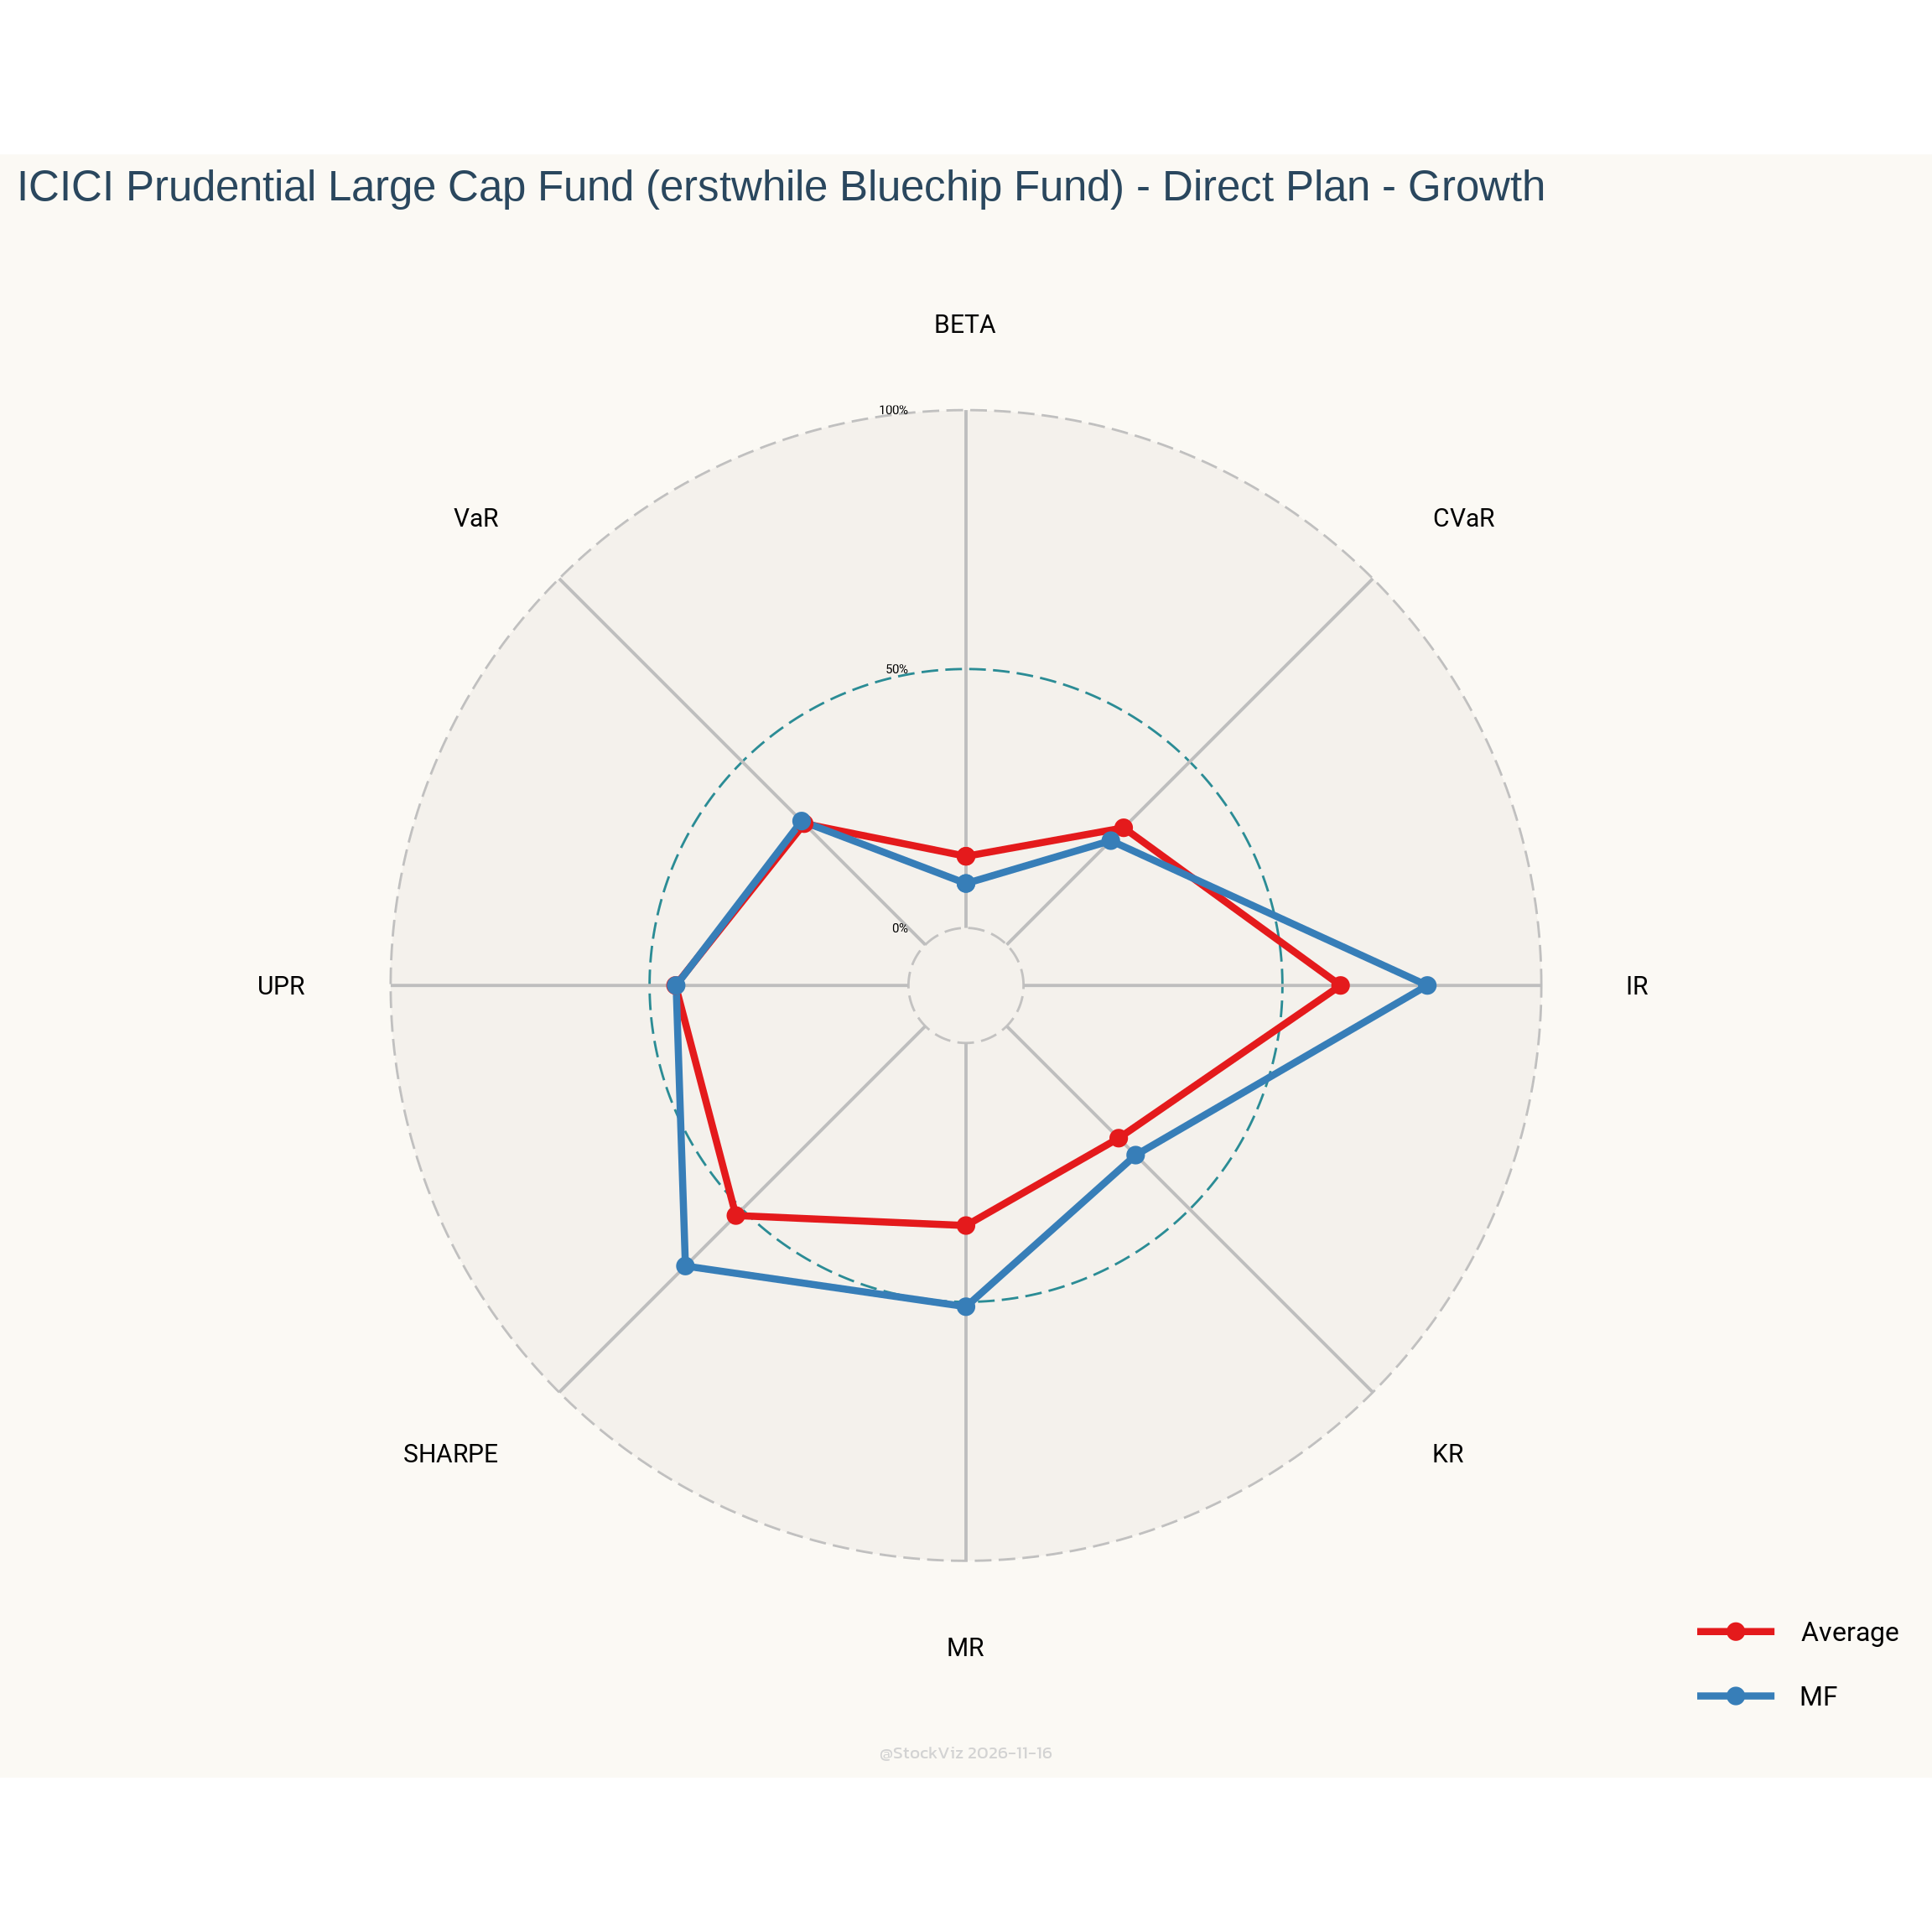 ICICI Prudential Large Cap Fund (erstwhile Bluechip Fund) - Direct Plan - Growth
BETA
100%
VaR
CVaR
50%
0%
UPR
IR
SHARPE
KR
MR
Average
MF
@StockViz 2026-11-16